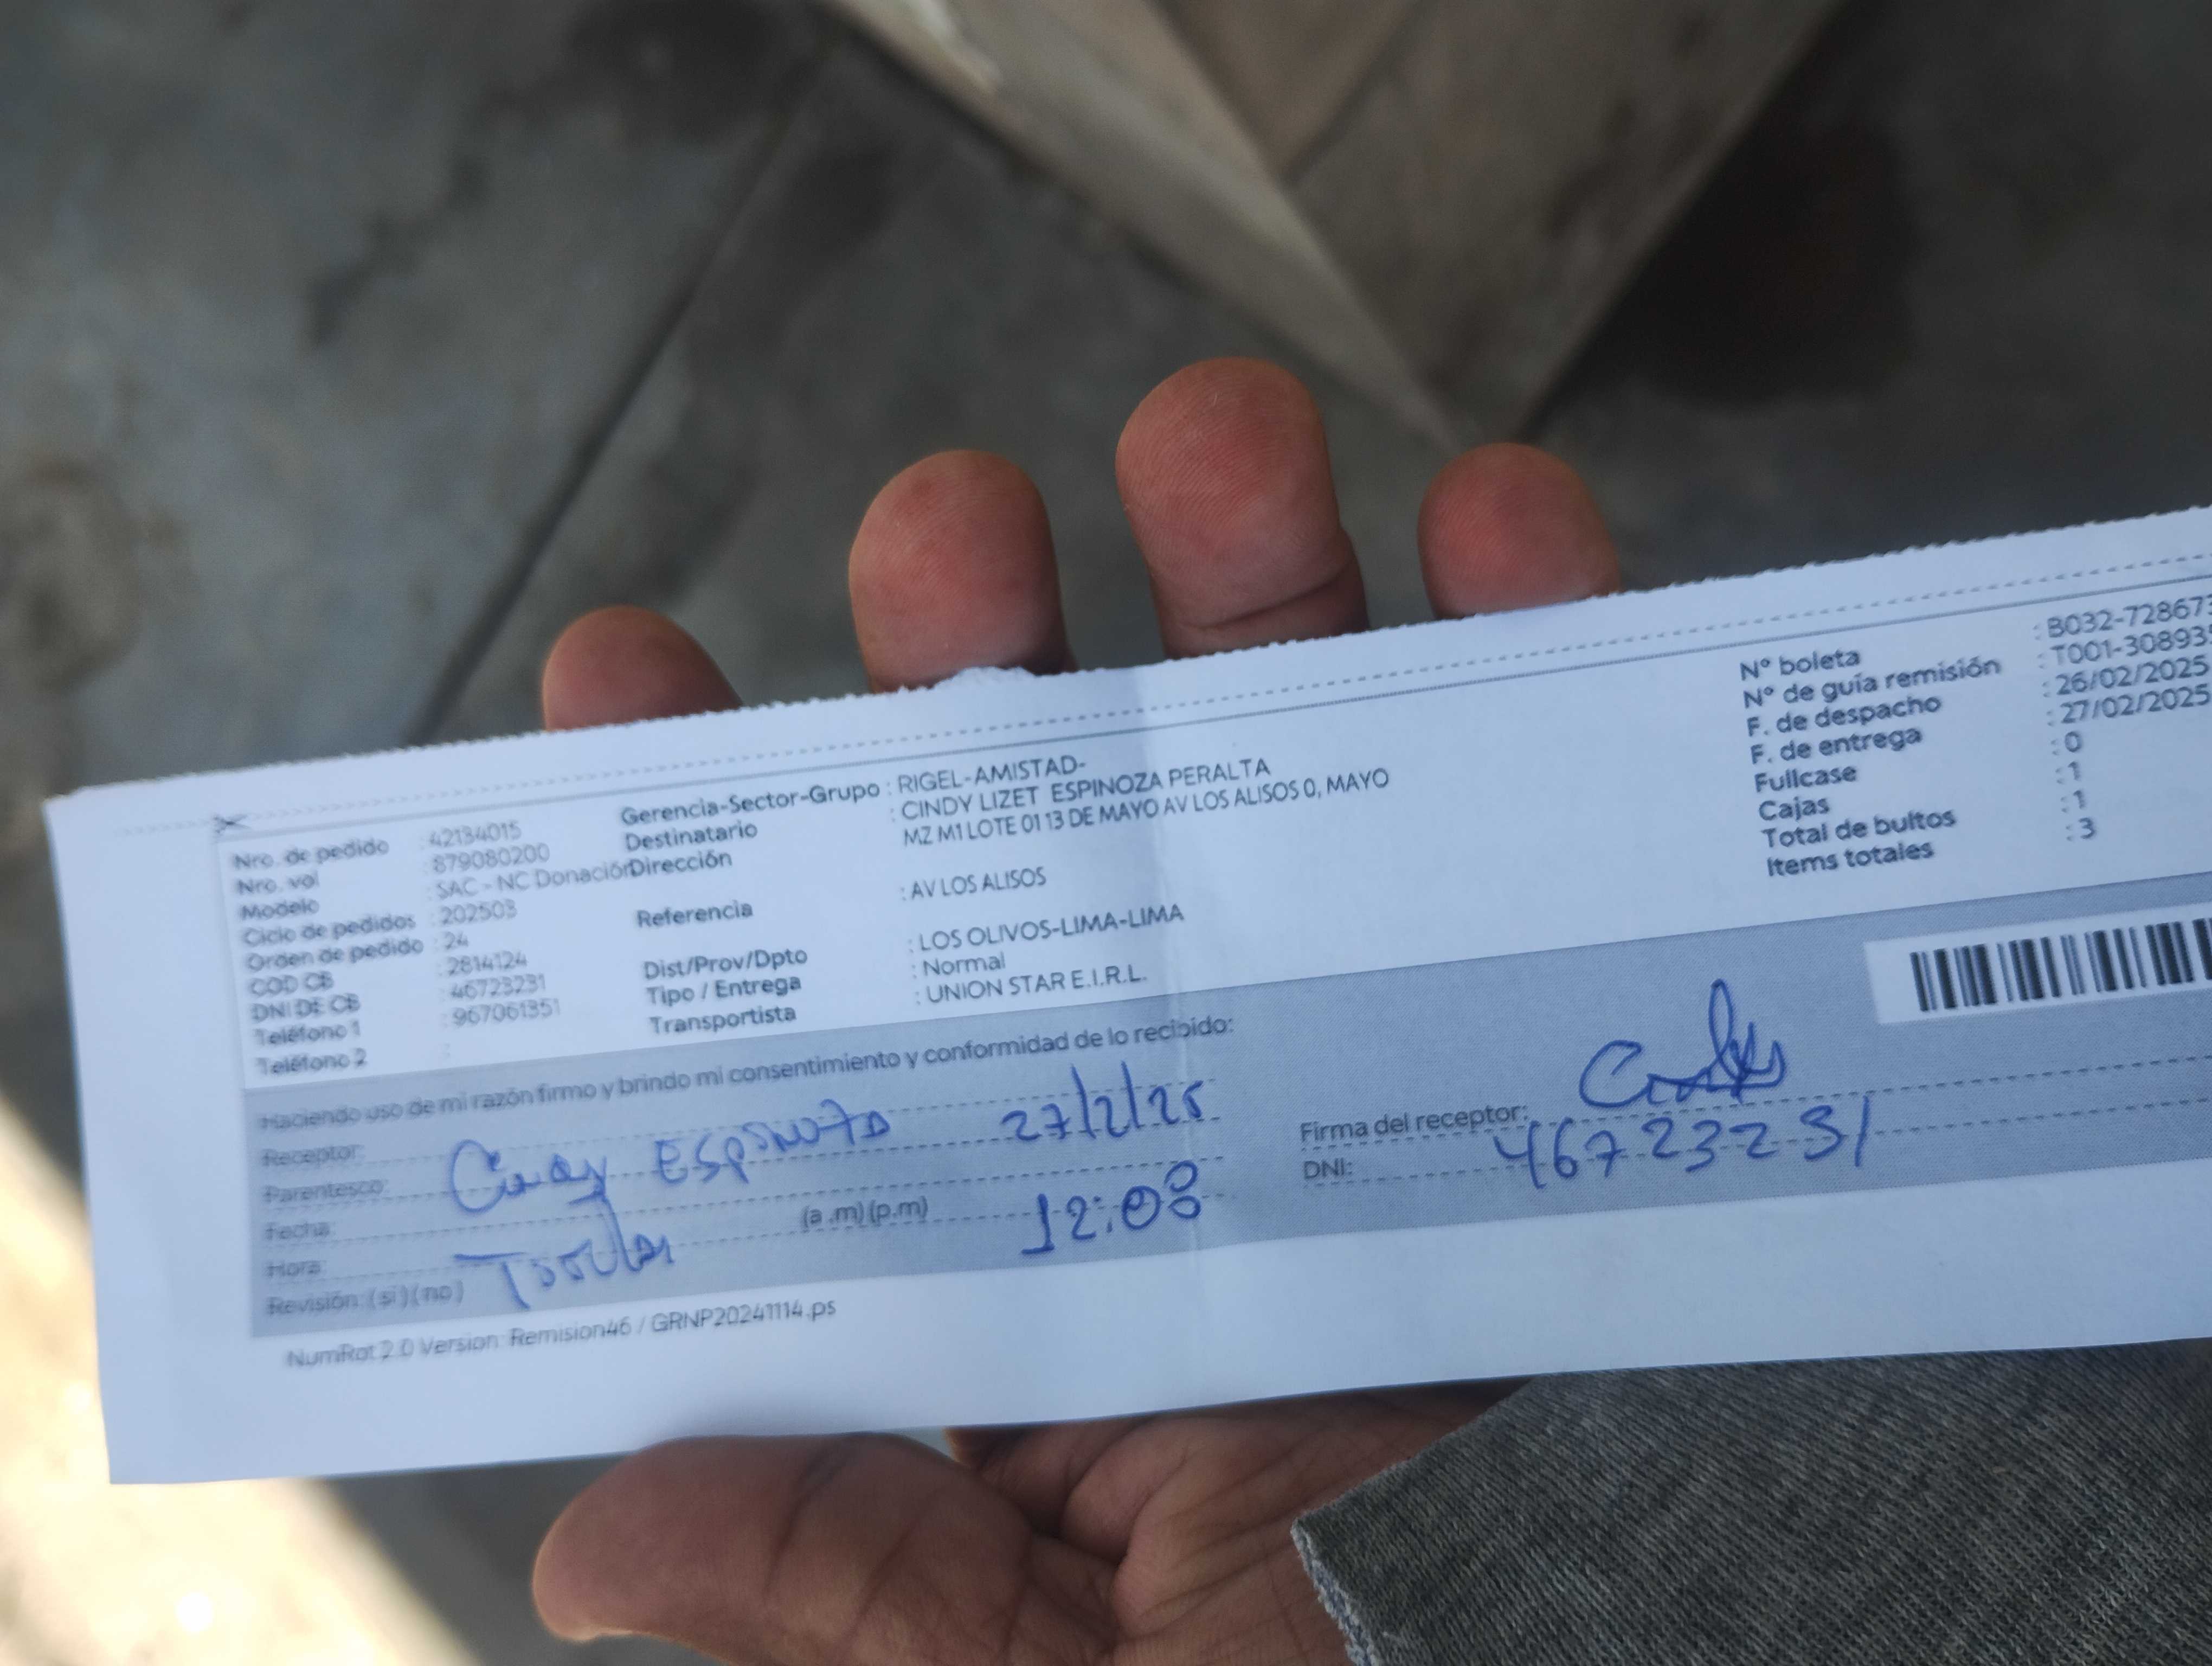 Nro. de pedido : 42134015
Nro. vol : 879080200
Modelo : SAC - NC Donación
Ciclo de pedidos : 202503
Orden de pedido : 24
COD CB : 2814124
DNI DE CB : 46723231
Teléfono 1 : 967061351
Teléfono 2 :
Gerencia-Sector-Grupo : RIGEL-AMISTAD-
Destinatario : CINDY LIZET ESPINOZA PERALTA
Dirección MZ M1 LOTE 01 13 DE MAYO AV LOS ALISOS 0, MAYO
Referencia : AV LOS ALISOS
Dist/Prov/Dpto : LOS OLIVOS-LIMA-LIMA
Tipo / Entrega : Normal
Transportista : UNION STAR E.I.R.L.
N° boleta : B032-728673
N° de guía remisión : T001-30893
F. de despacho : 26/02/2025
F. de entrega : 27/02/2025
Fullcase : 0
Cajas : 1
Total de bultos : 1
Items totales : 3
Haciendo uso de mi razón firmo y brindo mi consentimiento y conformidad de lo recibido:
Receptor:
Parentesco: Cindy ESPINOZA 27/2/25
Fecha:
Hora: (a .m) (p.m) 12:08
Revisión: (si) (no)
Firma del receptor:
DNI: 46723231
NumRot 2.0 Version: Remision46 / GRNP20241114.ps